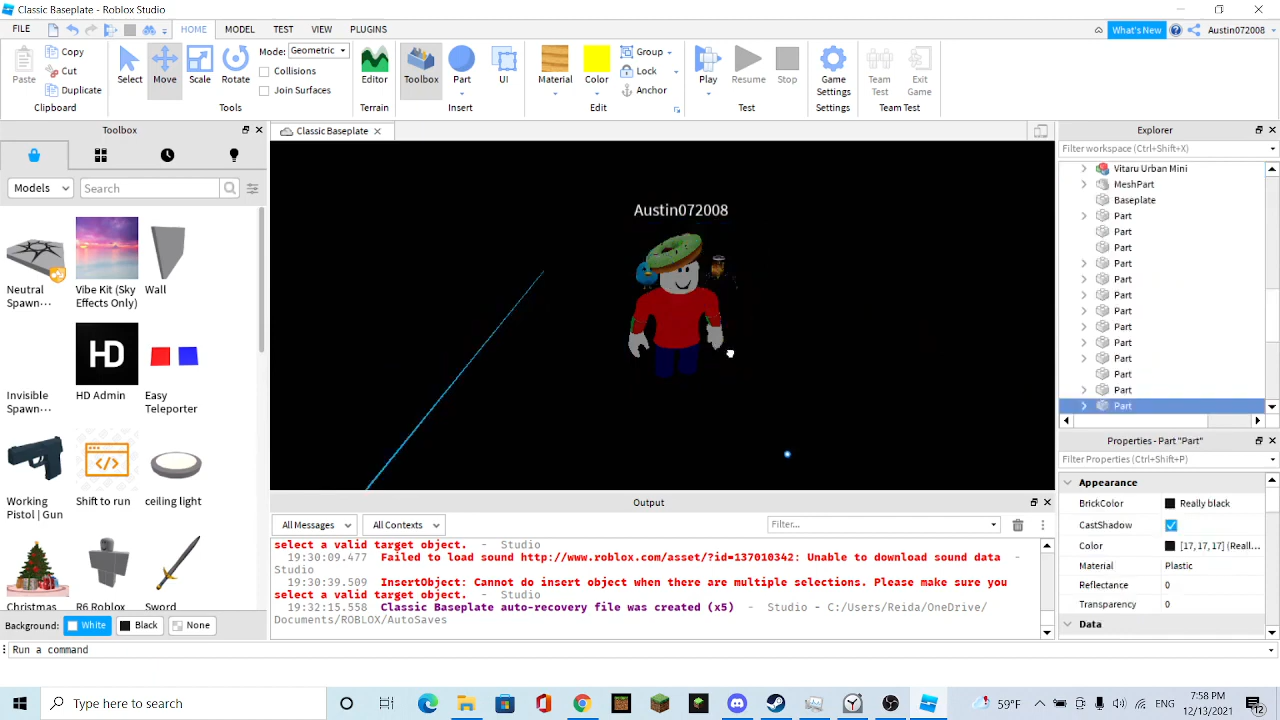 Classic Baseplate - Roblox Studio
FILE
HOME
MODEL
TEST
VIEW
PLUGINS
What's New
Austin072008
Paste
Copy
Cut
Duplicate
Clipboard
Select
Move
Scale
Rotate
Mode: Geometric
Collisions
Join Surfaces
Tools
Editor
Terrain
Toolbox
Part
UI
Insert
Material
Color
Group
Lock
Anchor
Edit
Play
Resume
Stop
Test
Game
Settings
Settings
Team
Test
Exit
Game
Team Test
Toolbox
Models
Search
Neutral
Spawn···
Vibe Kit (Sky
Effects Only)
Wall
HD
Invisible
Spawn···
HD Admin
Easy
Teleporter
Working
Pistol | Gun
Shift to run
ceiling light
Christmas
R6 Roblox
Sword
Background:
White
Black
None
Classic Baseplate
Austin072008
Output
All Messages
All Contexts
Filter...
select a valid target object. - Studio
19:30:09.477 Failed to load sound http://www.roblox.com/asset/?id=137010342: Unable to download sound data -
Studio
19:30:39.509 InsertObject: Cannot do insert object when there are multiple selections. Please make sure you
select a valid target object. - Studio
19:32:15.558 Classic Baseplate auto-recovery file was created (x5) - Studio - C:/Users/Reida/OneDrive/
Documents/ROBLOX/AutoSaves
Explorer
Filter workspace (Ctrl+Shift+X)
Vitaru Urban Mini
MeshPart
Baseplate
Part
Part
Part
Part
Part
Part
Part
Part
Part
Part
Part
Part
Part
Properties - Part "Part"
Filter Properties (Ctrl+Shift+P)
Appearance
BrickColor Really black
CastShadow
Color [17, 17, 17] (Reall...
Material Plastic
Reflectance 0
Transparency 0
Data
Run a command
Type here to search
59°F
7:58 PM
12/13/2021